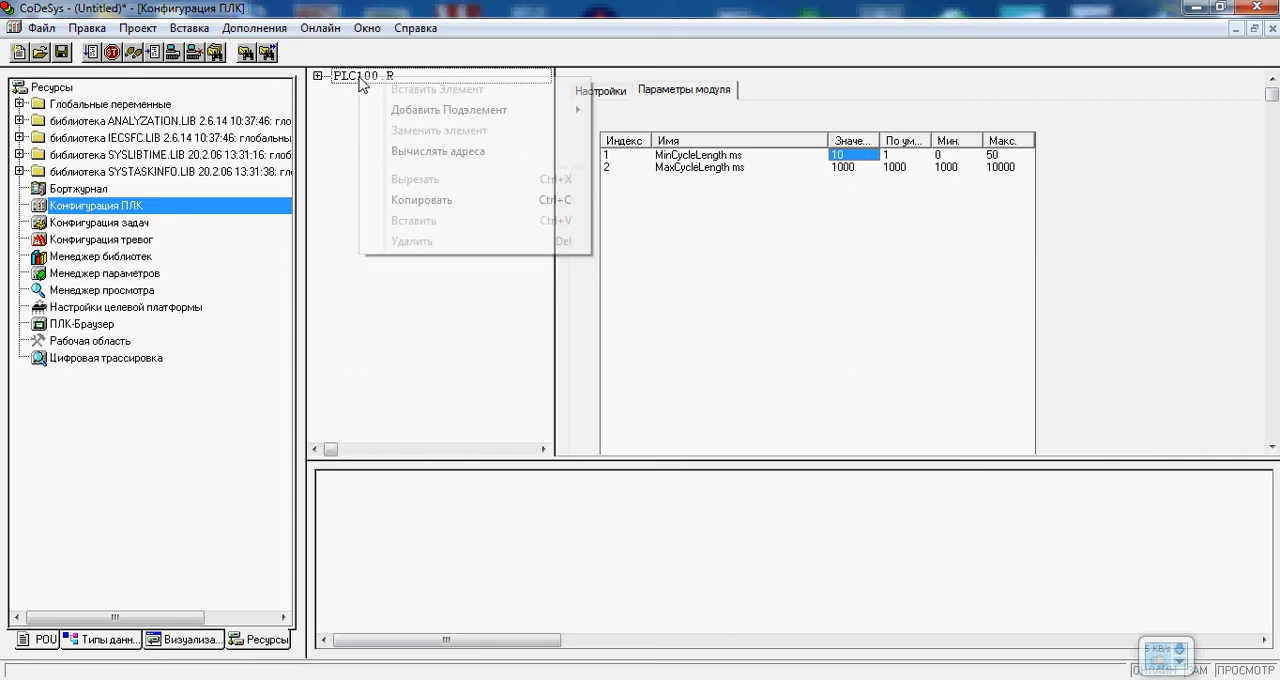 CoDeSys - (Untitled)* - [Конфигурация ПЛК]
Файл Правка Проект Вставка Дополнения Онлайн Окно Справка
Ресурсы
Глобальные переменные
библиотека ANALYZATION.LIB 2.6.14 10:37:46: глоб
библиотека IECSFC.LIB 2.6.14 10:37:46: глобальны
библиотека SYSLIBTIME.LIB 20.2.06 13:31:16: глоб
библиотека SYSTASKINFO.LIB 20.2.06 13:31:38: гло
Бортжурнал
Конфигурация ПЛК
Конфигурация задач
Конфигурация тревог
Менеджер библиотек
Менеджер параметров
Менеджер просмотра
Настройки целевой платформы
ПЛК-Браузер
Рабочая область
Цифровая трассировка
POU Типы данн... Визуализа... Ресурсы
PLC100.R
Вставить Элемент
Добавить Подэлемент
Заменить элемент
Вычислять адреса
Вырезать Ctrl+X
Копировать Ctrl+C
Вставить Ctrl+V
Удалить Del
Настройки Параметры модуля
Индекс Имя Значе... По ум... Мин. Макс.
1 MinCycleLength ms 10 1 0 50
2 MaxCycleLength ms 1000 1000 1000 10000
5 KB/s
ОНЛАЙН ЗАМ ПРОСМОТР